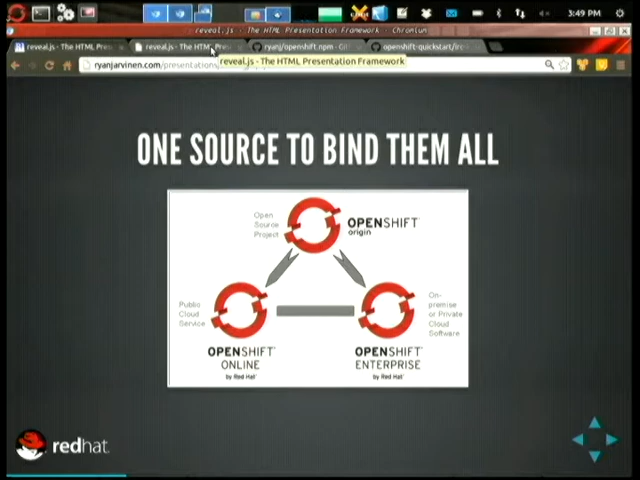 3:49 PM
reveal.js - The HTML Presentation Framework - Chromium
reveal.js - The HTML Pres
reveal.js - The HTM
ryanj/openshift.npm - Git
openshift-quickstart/irc
ryanjarvinen.com/presentations
reveal.js - The HTML Presentation Framework
ONE SOURCE TO BIND THEM ALL
Open
Source
Project
OPENSHIFT
origin
Public
Cloud
Service
On-
premise
or Private
Cloud
Software
OPENSHIFT
ONLINE
by Red Hat
OPENSHIFT
ENTERPRISE
by Red Hat
redhat.